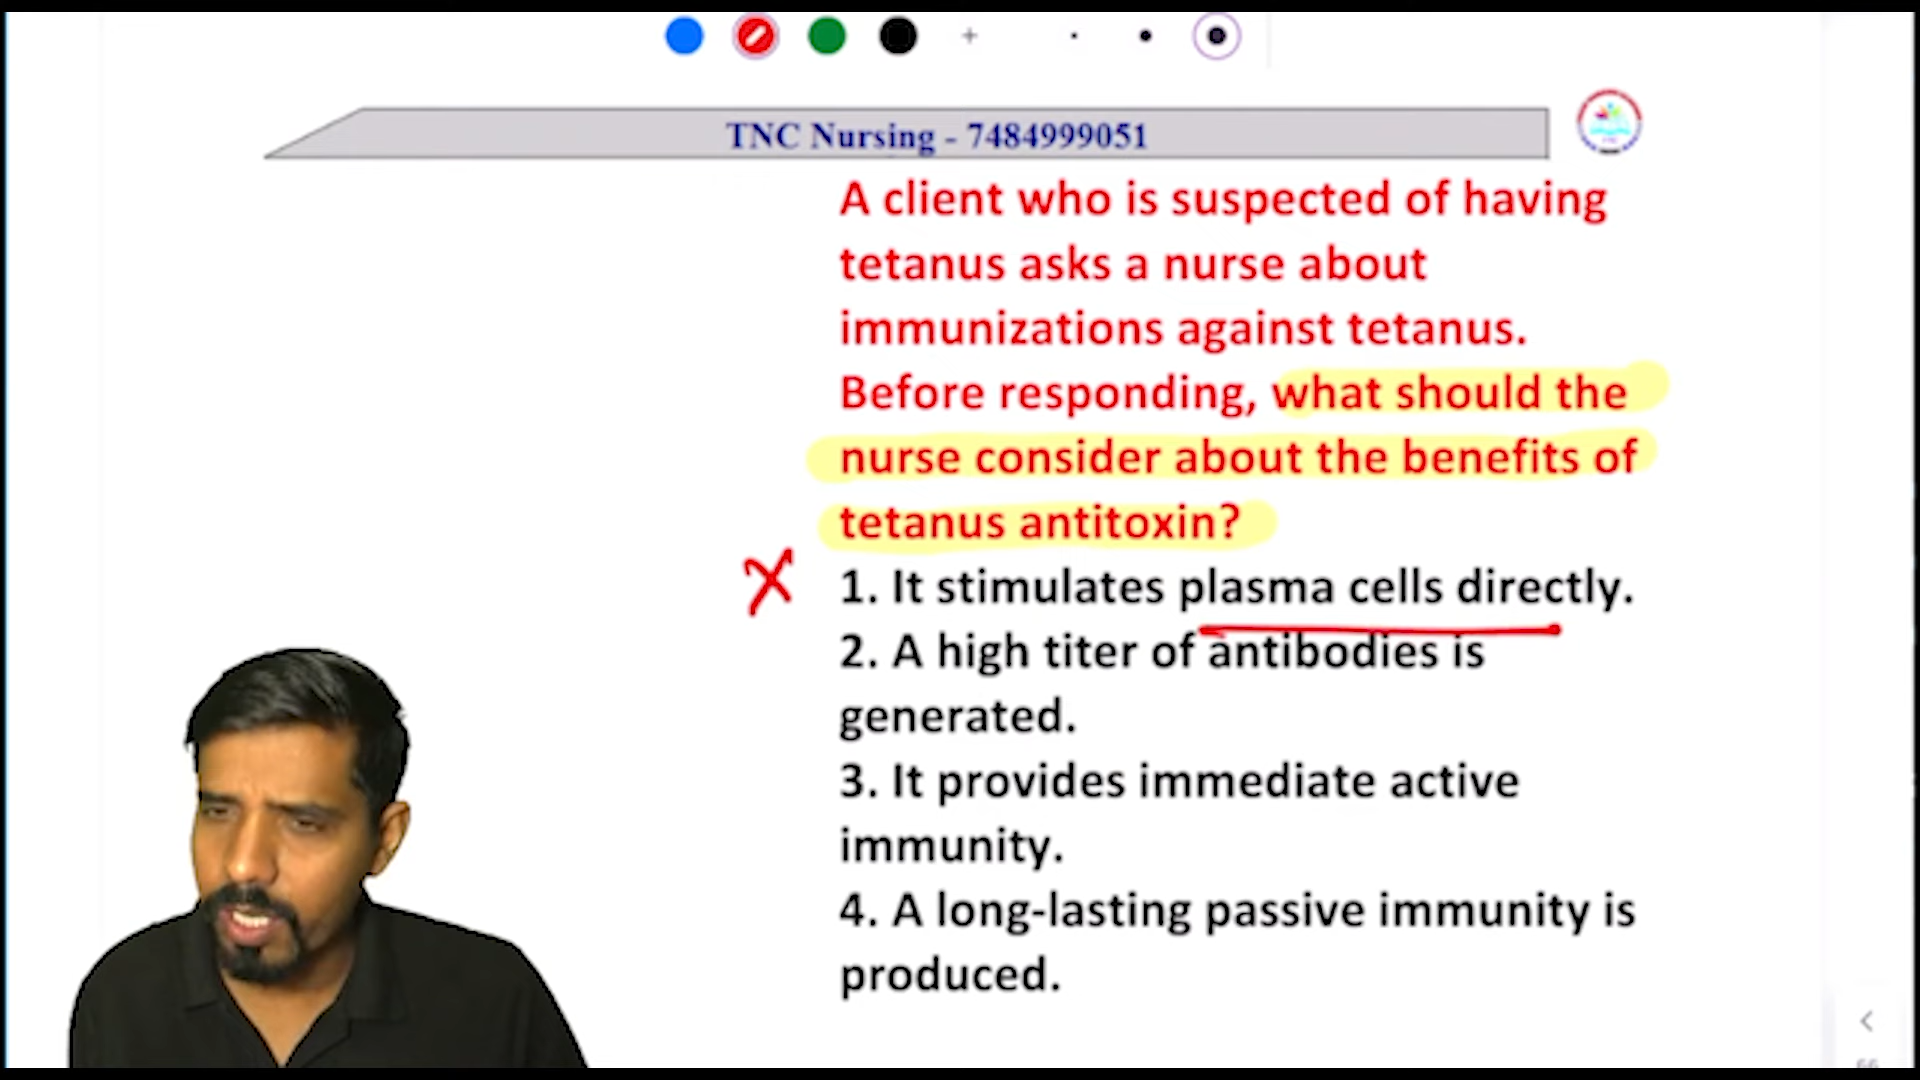 TNC Nursing - 7484999051
A client who is suspected of having
tetanus asks a nurse about
immunizations against tetanus.
Before responding, what should the
nurse consider about the benefits of
tetanus antitoxin?
X 1. It stimulates plasma cells directly.
2. A high titer of antibodies is
generated.
3. It provides immediate active
immunity.
4. A long-lasting passive immunity is
produced.